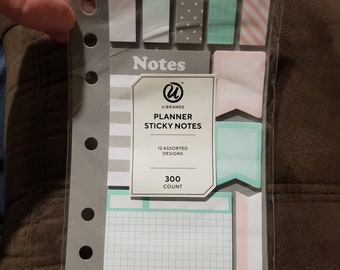 Notes
U
U BRANDS
PLANNER
STICKY NOTES
12 ASSORTED
DESIGNS
300
COUNT